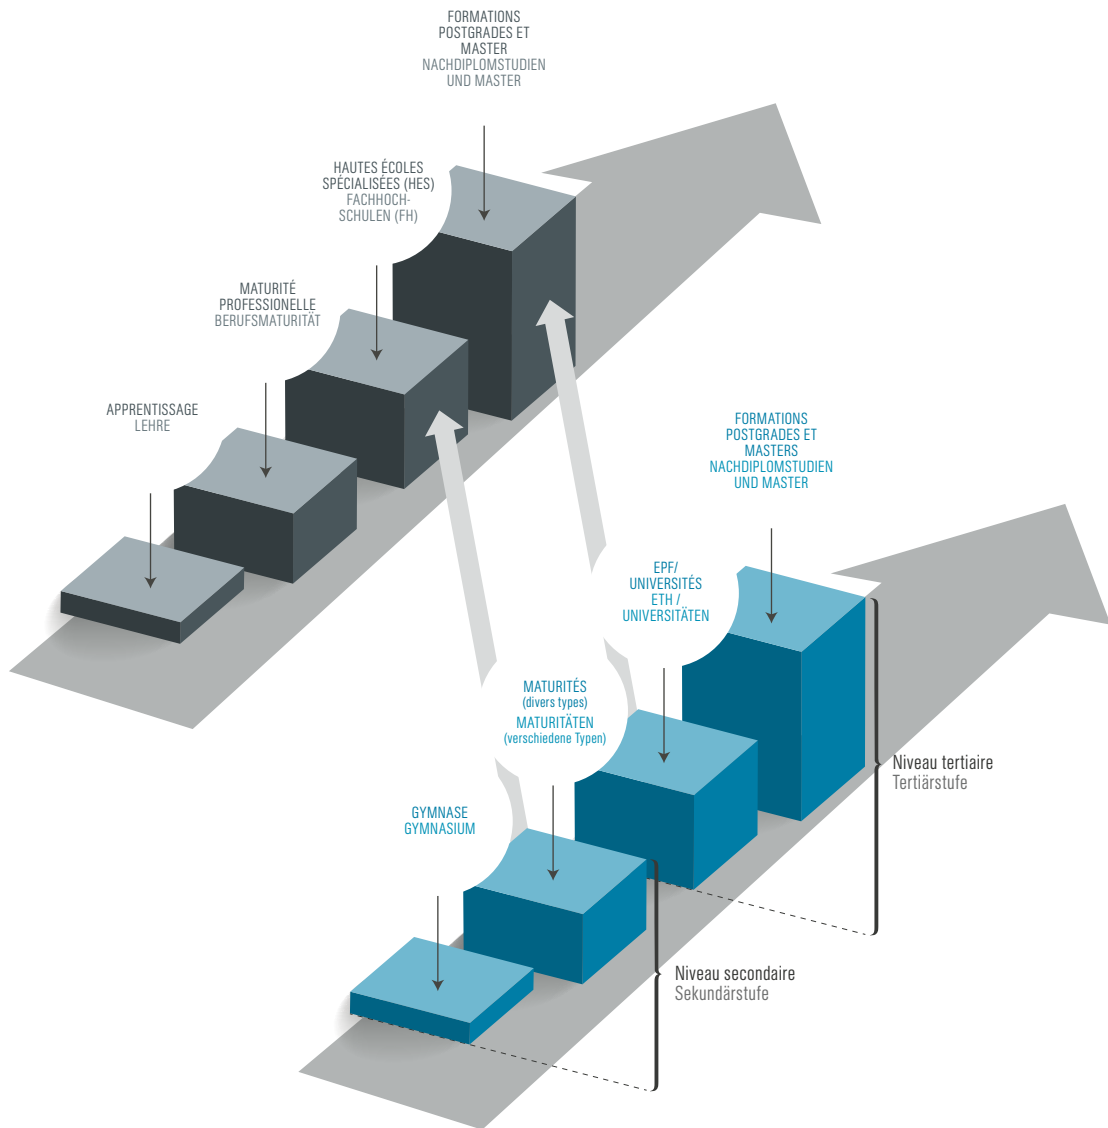 FORMATIONS
POSTGRADES ET
MASTER
NACHDIPLOMSTUDIEN
UND MASTER
HAUTES ÉCOLES
SPÉCIALISÉES (HES)
FACHHOCH-
SCHULEN (FH)
MATURITÉ
PROFESSIONELLE
BERUFSMATURITÄT
APPRENTISSAGE
LEHRE
FORMATIONS
POSTGRADES ET
MASTERS
NACHDIPLOMSTUDIEN
UND MASTER
EPF/
UNIVERSITÉS
ETH /
UNIVERSITÄTEN
MATURITÉS
(divers types)
MATURITÄTEN
(verschiedene Typen)
GYMNASE
GYMNASIUM
Niveau tertiaire
Tertiärstufe
Niveau secondaire
Sekundärstufe